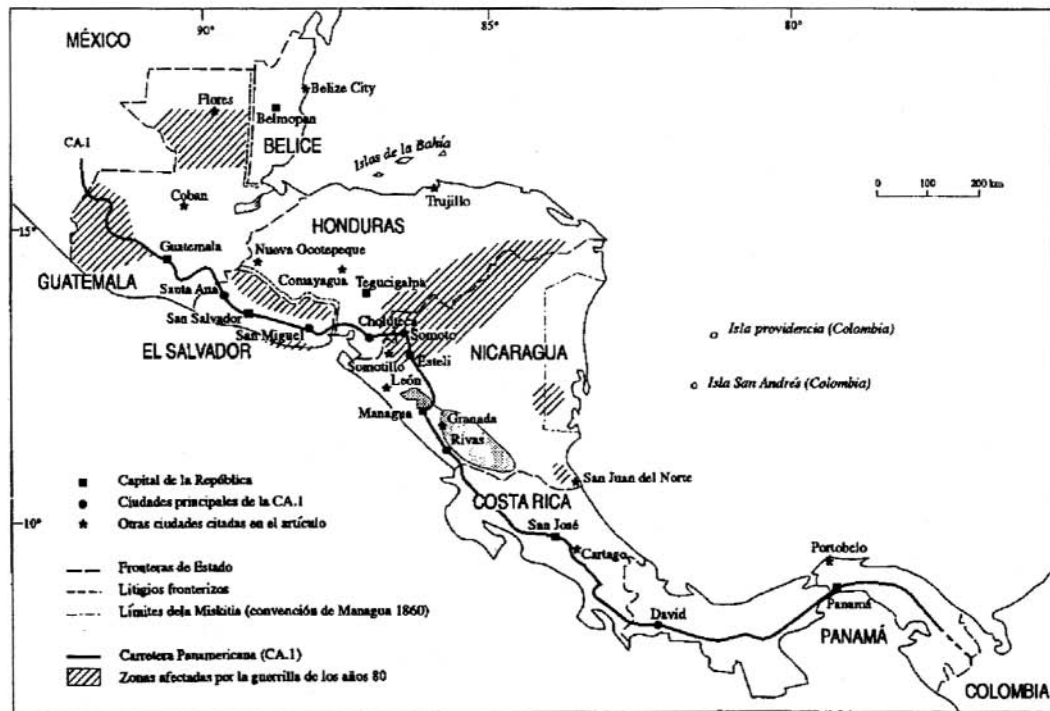 90°
85°
80°
MÉXICO
Flores
Belize City
Belmopan
BELICE
CA.1
Islas de la Bahía
Coban
Trujillo
0 100 200 km
HONDURAS
15°
Guatemala
Nueva Ocotepeque
Comayagua
Tegucigalpa
GUATEMALA
Santa Ana
San Salvador
San Miguel
Choluteca
Somoto
EL SALVADOR
NICARAGUA
Isla providencia (Colombia)
Somotillo
Estelí
León
Isla San Andrés (Colombia)
Managua
Granada
Rivas
San Juan del Norte
COSTA RICA
Capital de la República
Ciudades principales de la CA.1
Otras ciudades citadas en el artículo
10°
San José
Cartago
Portobelo
Fronteras de Estado
Litigios fronterizos
Límites dela Miskitia (convención de Managua 1860)
Panamá
David
PANAMÁ
Carretera Panamericana (CA.1)
Zonas afectadas por la guerrilla de los años 80
COLOMBIA